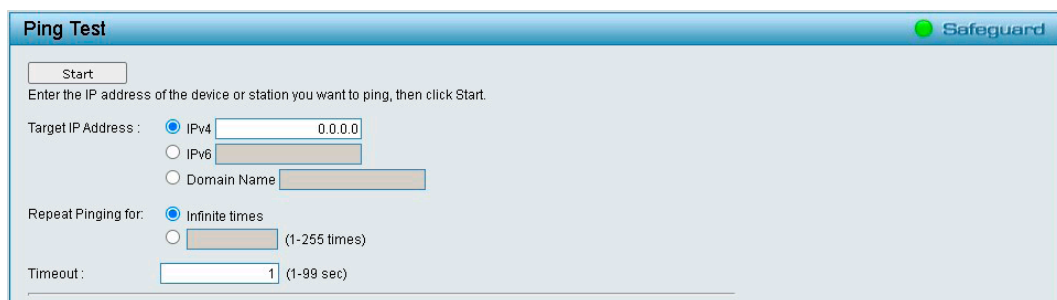 Ping Test
Safeguard
Start
Enter the IP address of the device or station you want to ping, then click Start.
Target IP Address : IPv4 0.0.0.0
IPv6
Domain Name
Repeat Pinging for: Infinite times
(1-255 times)
Timeout : 1 (1-99 sec)